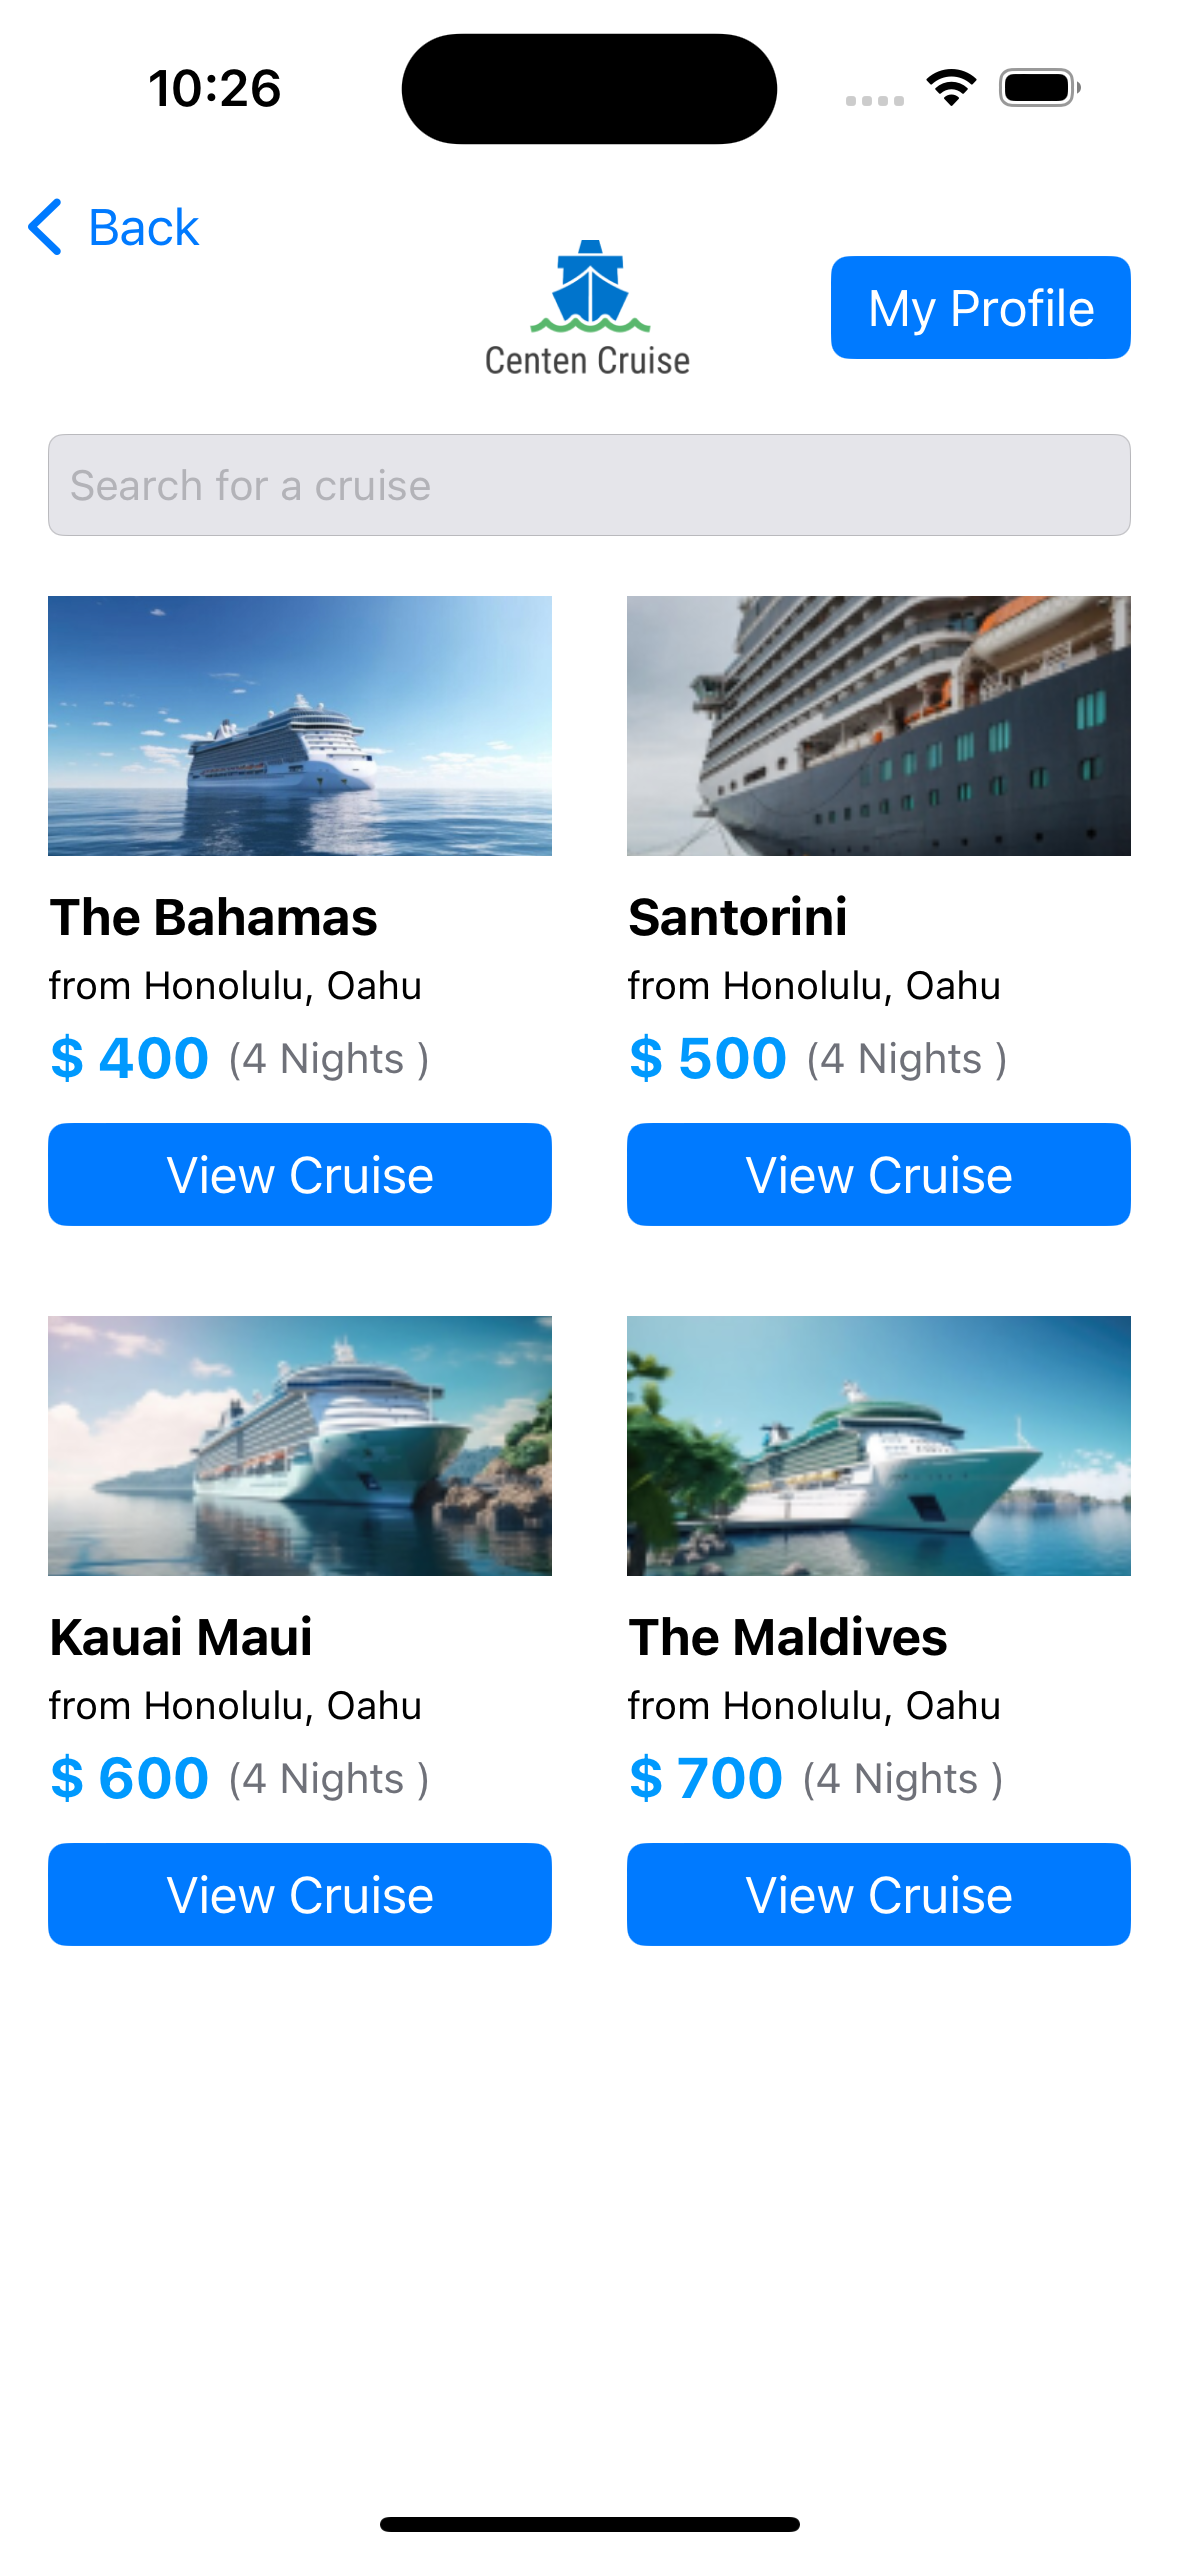 10:26
Back
My Profile
Centen Cruise
Search for a cruise
The Bahamas
from Honolulu, Oahu
$ 400 (4 Nights )
View Cruise
Santorini
from Honolulu, Oahu
$ 500 (4 Nights )
View Cruise
Kauai Maui
from Honolulu, Oahu
$ 600 (4 Nights )
View Cruise
The Maldives
from Honolulu, Oahu
$ 700 (4 Nights )
View Cruise